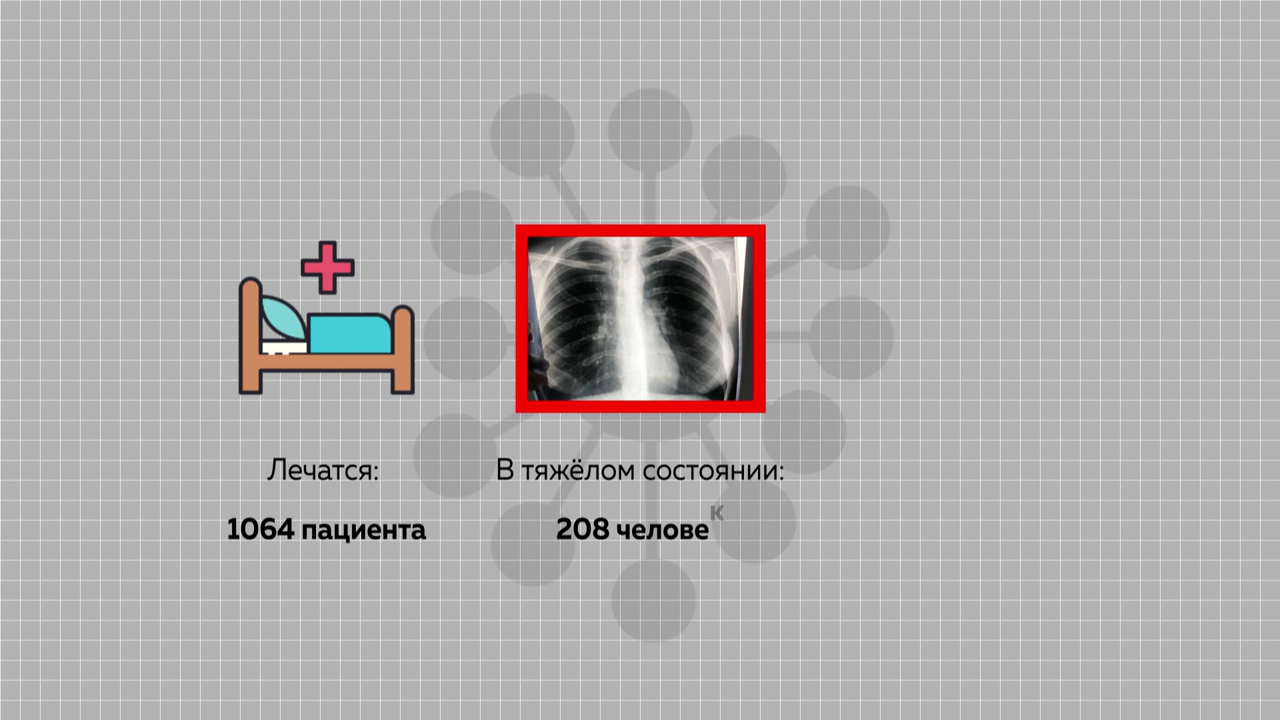 Лечатся:
1064 пациента
В тяжёлом состоянии:
208 человек